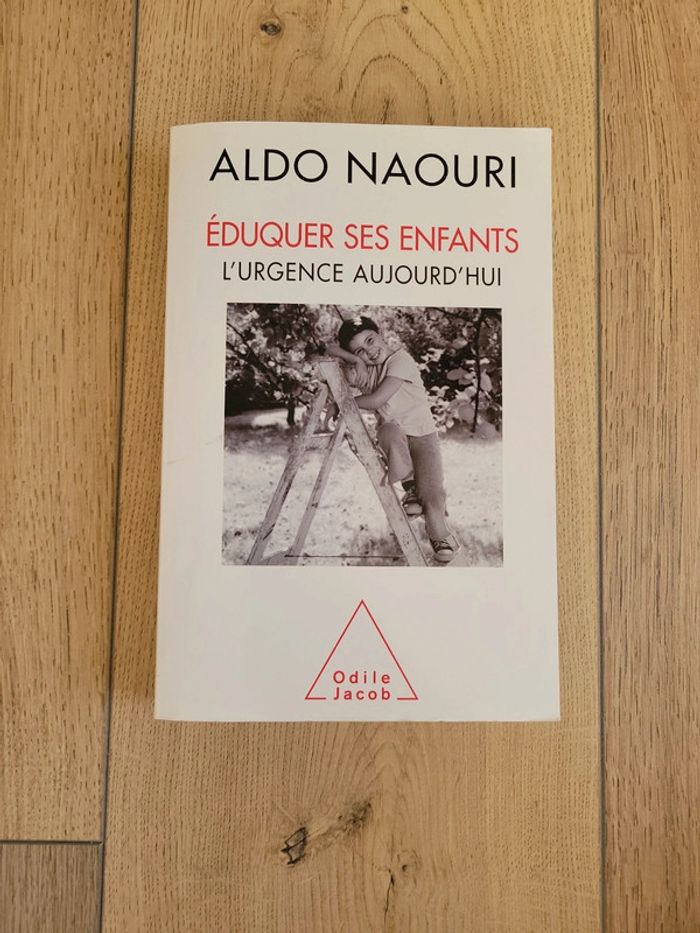 ALDO NAOURI
ÉDUQUER SES ENFANTS
L'URGENCE AUJOURD'HUI
Odile
Jacob